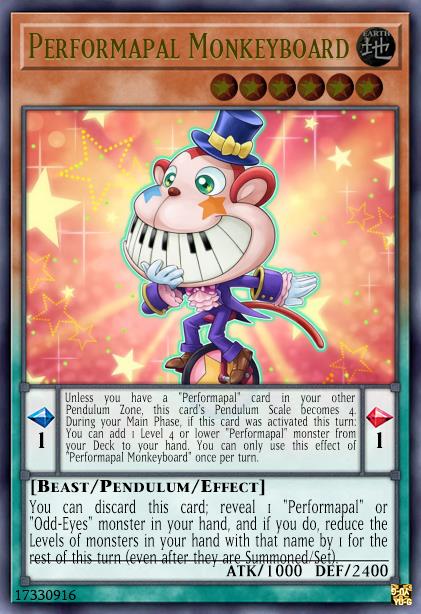 PERFORMAPAL MONKEYBOARD
EARTH
地
Unless you have a "Performapal" card in your other
Pendulum Zone, this card's Pendulum Scale becomes 4.
During your Main Phase, if this card was activated this turn:
You can add 1 Level 4 or lower "Performapal" monster from
your Deck to your hand. You can only use this effect of
"Performapal Monkeyboard" once per turn.
1
1
[BEAST/PENDULUM/EFFECT]
You can discard this card; reveal 1 "Performapal" or
"Odd-Eyes" monster in your hand, and if you do, reduce the
Levels of monsters in your hand with that name by 1 for the
rest of this turn (even after they are Summoned/Set).
ATK/1000 DEF/2400
17330916